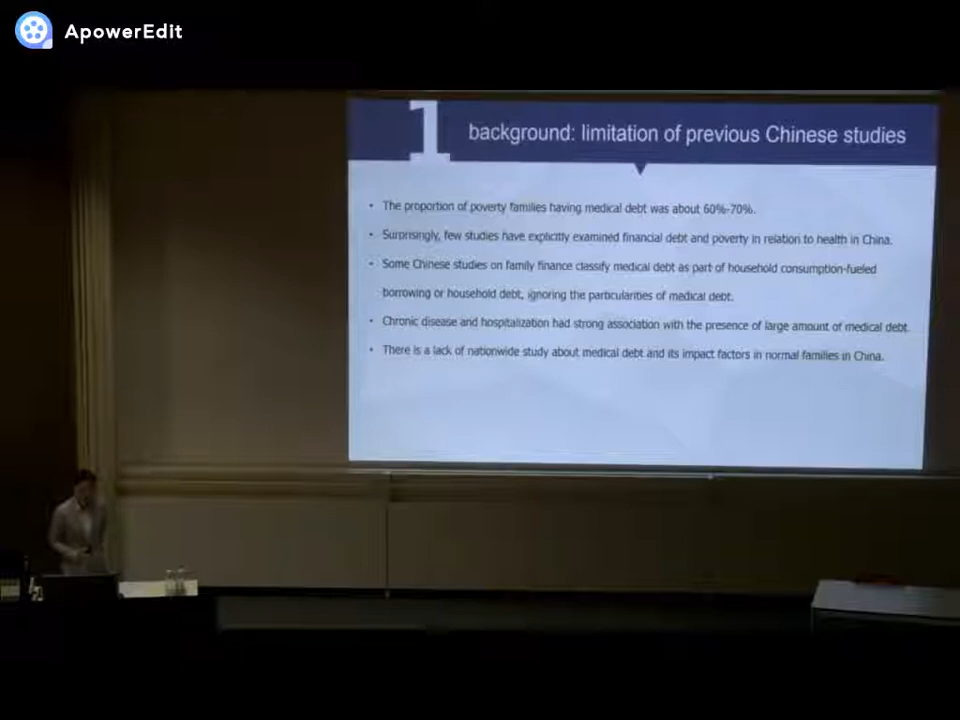 ApowerEdit
1
background: limitation of previous Chinese studies
• The proportion of poverty families having medical debt was about 60%-70%.
• Surprisingly, few studies have explicitly examined financial debt and poverty in relation to health in China.
• Some Chinese studies on family finance classify medical debt as part of household consumption-fueled
borrowing or household debt, ignoring the particularities of medical debt.
• Chronic disease and hospitalization had strong association with the presence of large amount of medical debt.
• There is a lack of nationwide study about medical debt and its impact factors in normal families in China.